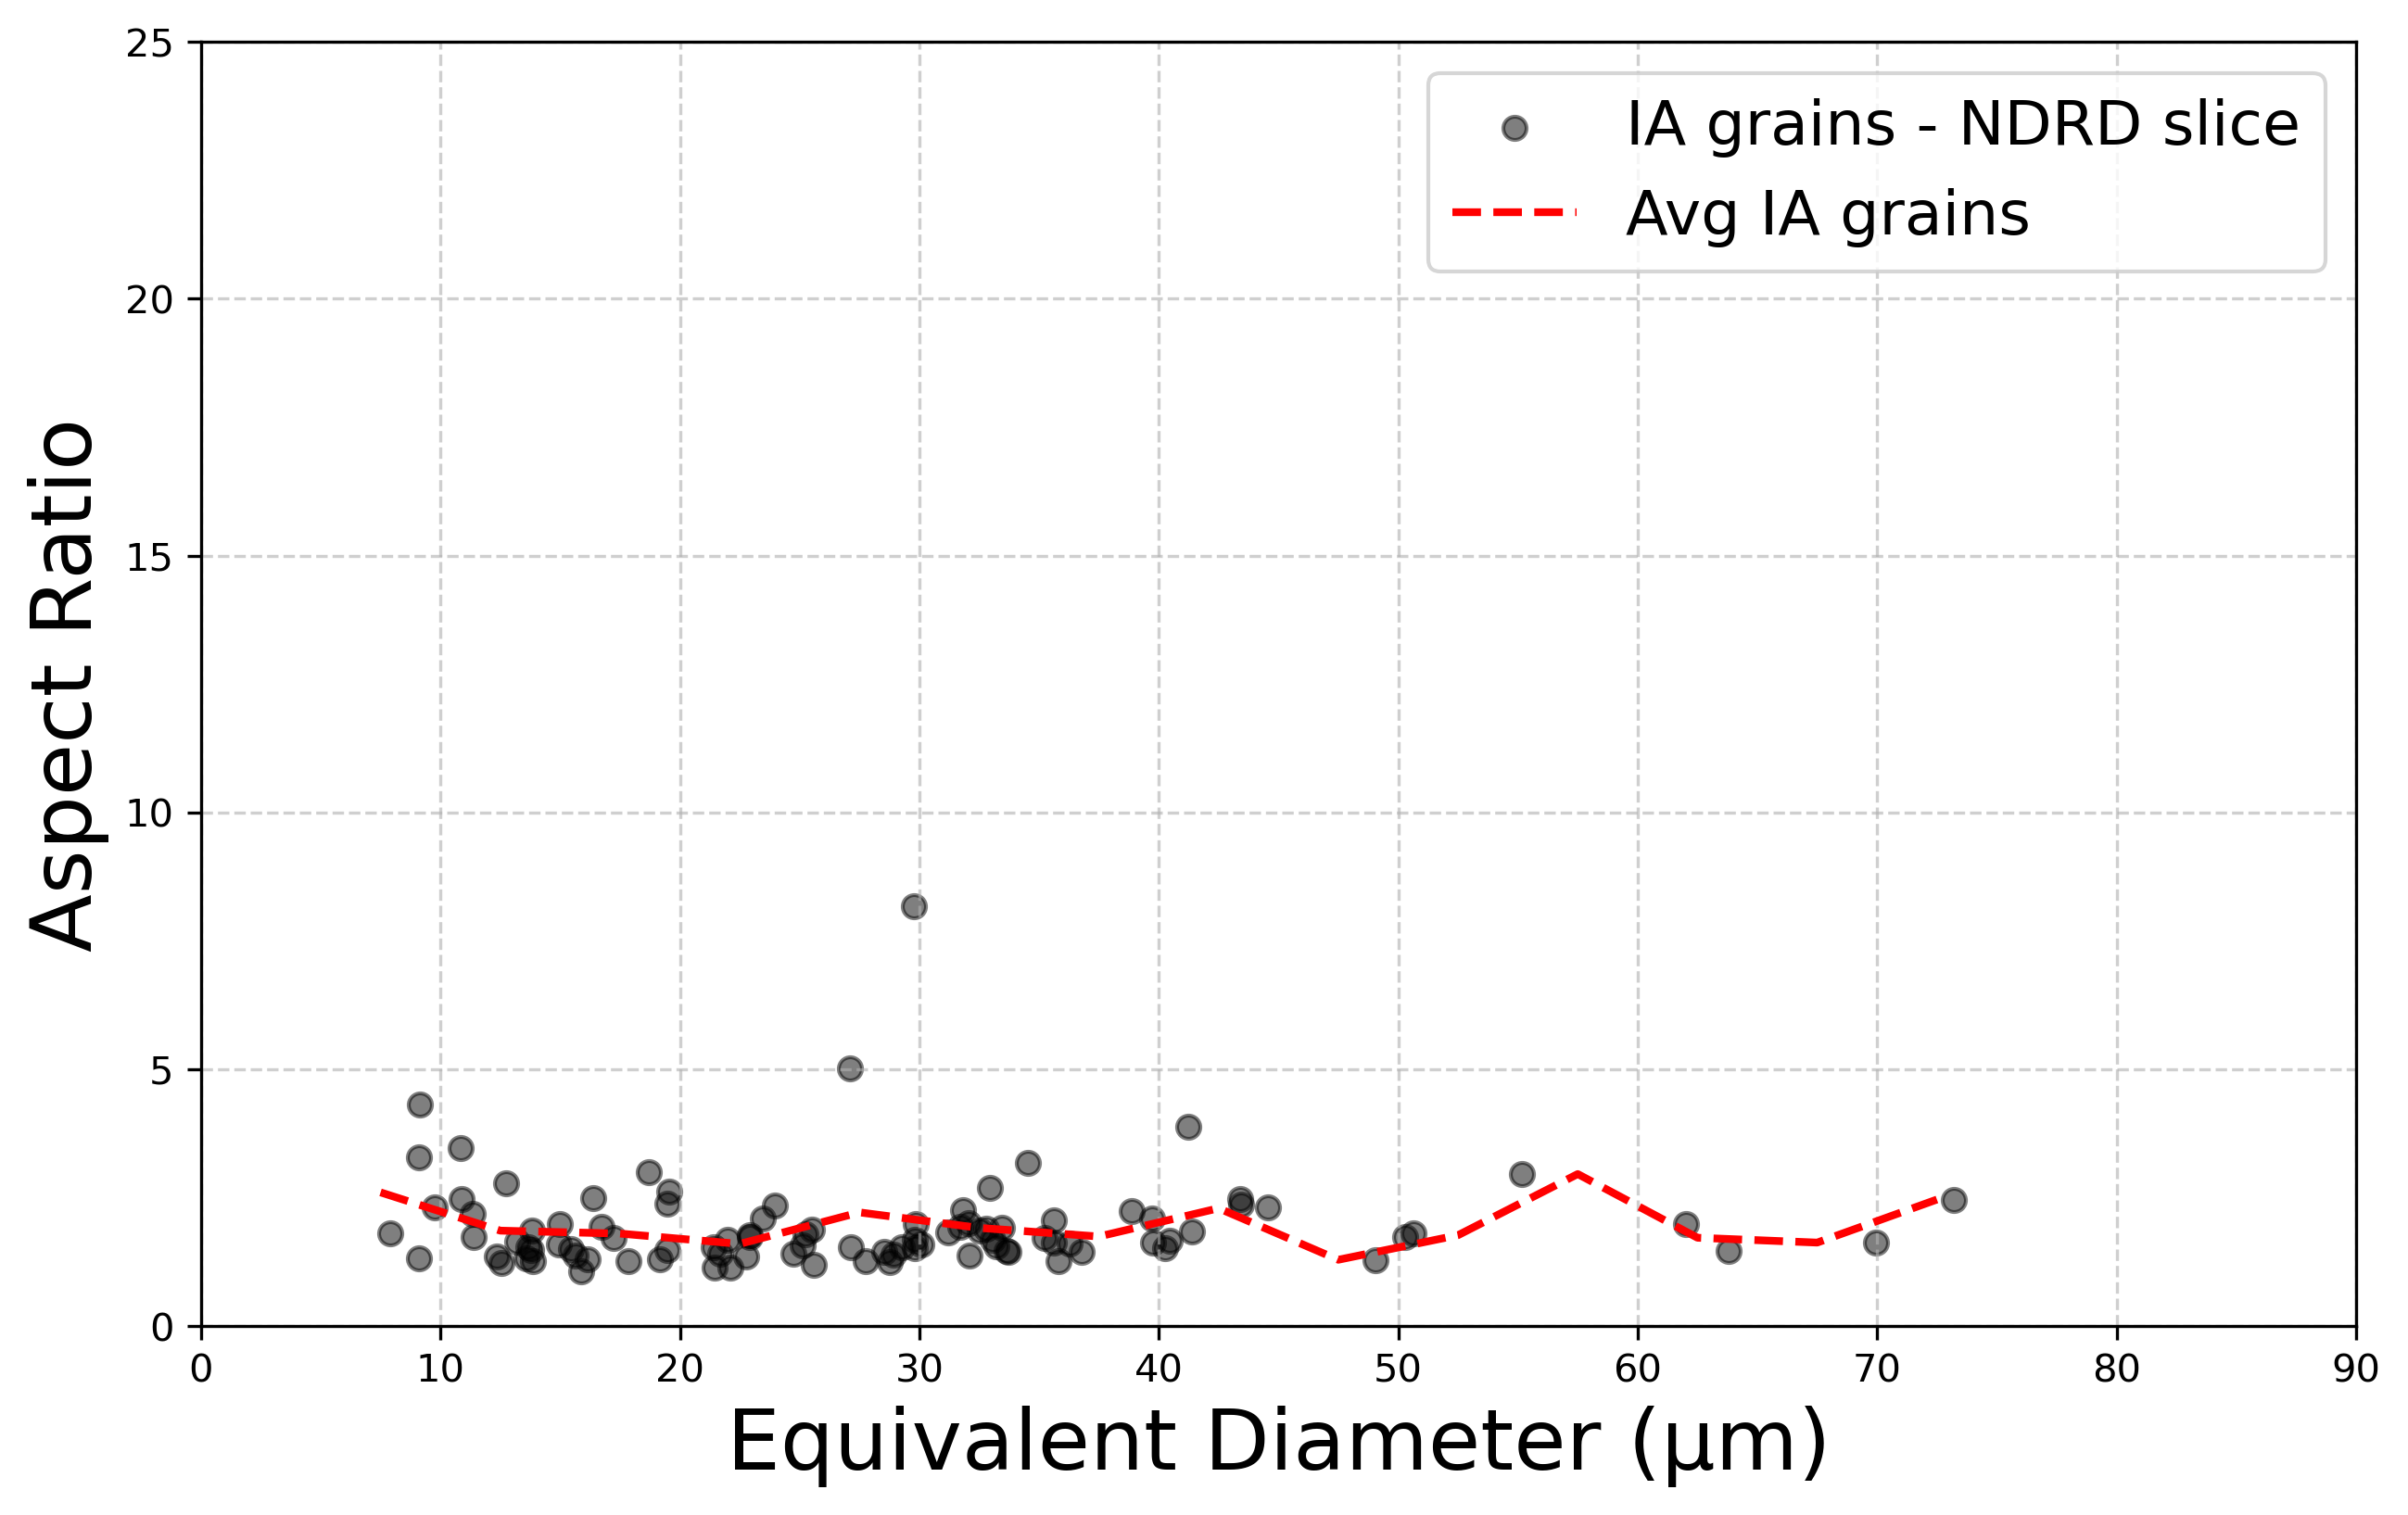 25
20
15
10
5
0
0 10 20 30 40 50 60 70 80 90
Aspect Ratio
Equivalent Diameter (μm)
IA grains - NDRD slice
Avg IA grains